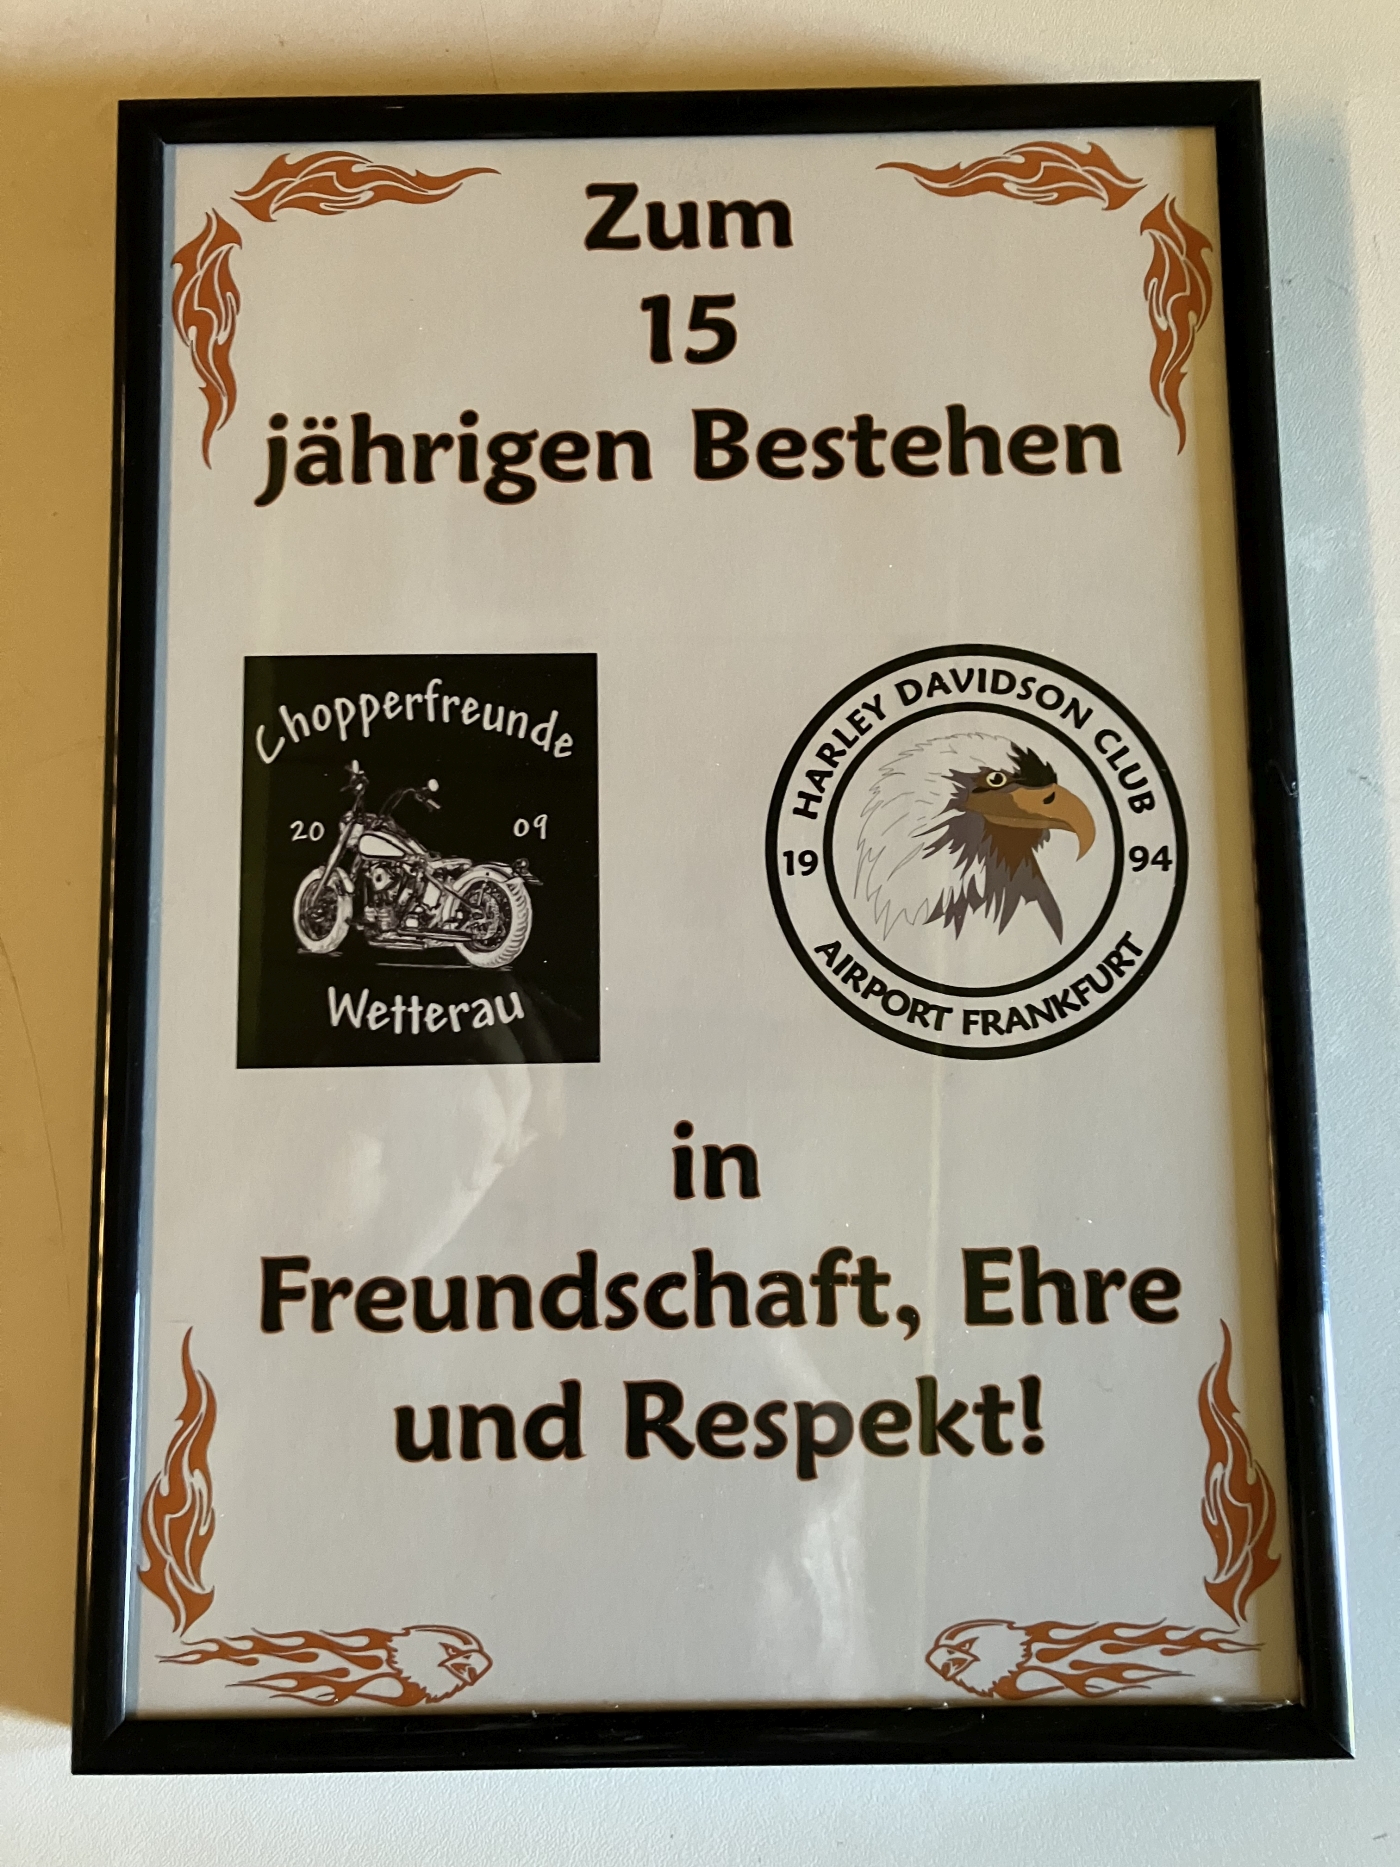 Zum
15
jährigen Bestehen
Chopperfreunde
20 09
Wetterau
HARLEY DAVIDSON CLUB
19 94
AIRPORT FRANKFURT
in
Freundschaft, Ehre
und Respekt!